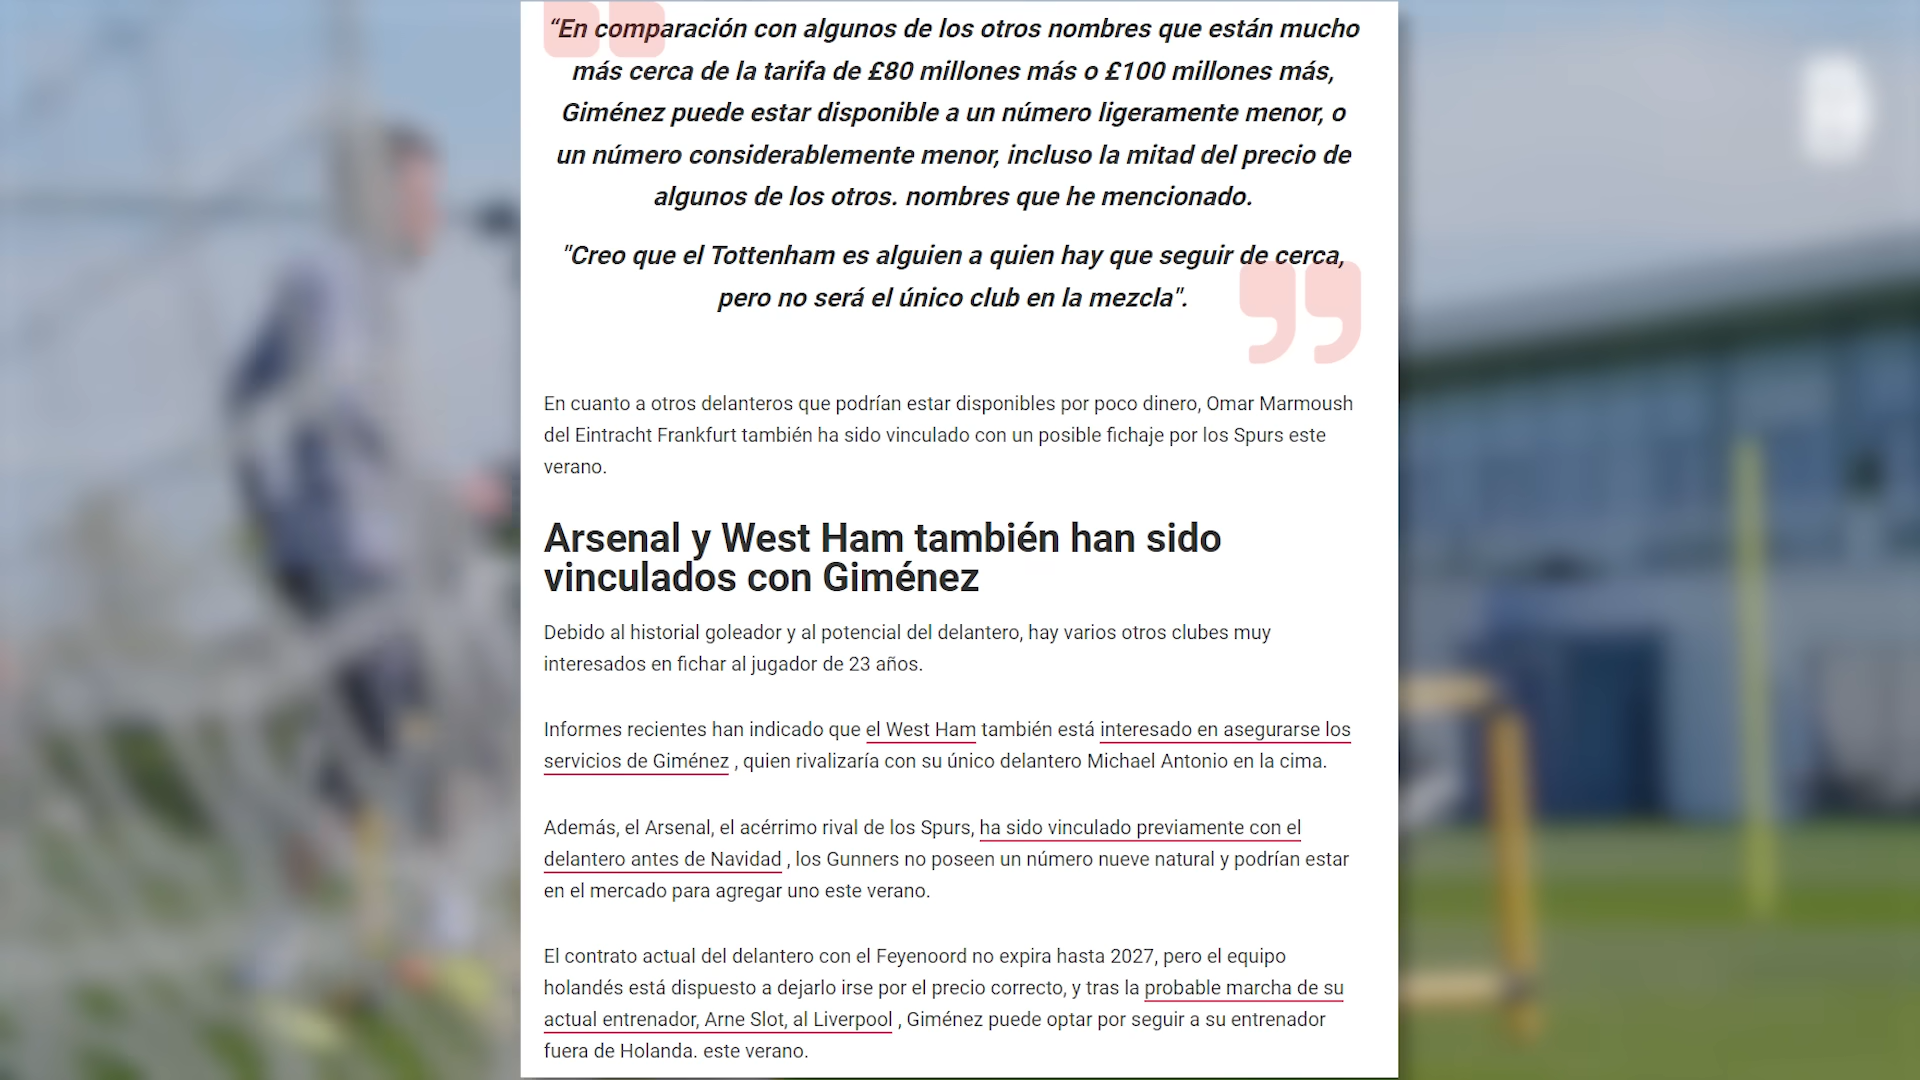 “En comparación con algunos de los otros nombres que están mucho
más cerca de la tarifa de £80 millones más o £100 millones más,
Giménez puede estar disponible a un número ligeramente menor, o
un número considerablemente menor, incluso la mitad del precio de
algunos de los otros. nombres que he mencionado.
"Creo que el Tottenham es alguien a quien hay que seguir de cerca,
pero no será el único club en la mezcla".
En cuanto a otros delanteros que podrían estar disponibles por poco dinero, Omar Marmoush
del Eintracht Frankfurt también ha sido vinculado con un posible fichaje por los Spurs este
verano.
Arsenal y West Ham también han sido
vinculados con Giménez
Debido al historial goleador y al potencial del delantero, hay varios otros clubes muy
interesados en fichar al jugador de 23 años.
Informes recientes han indicado que el West Ham también está interesado en asegurarse los
servicios de Giménez , quien rivalizaría con su único delantero Michael Antonio en la cima.
Además, el Arsenal, el acérrimo rival de los Spurs, ha sido vinculado previamente con el
delantero antes de Navidad , los Gunners no poseen un número nueve natural y podrían estar
en el mercado para agregar uno este verano.
El contrato actual del delantero con el Feyenoord no expira hasta 2027, pero el equipo
holandés está dispuesto a dejarlo irse por el precio correcto, y tras la probable marcha de su
actual entrenador, Arne Slot, al Liverpool , Giménez puede optar por seguir a su entrenador
fuera de Holanda. este verano.